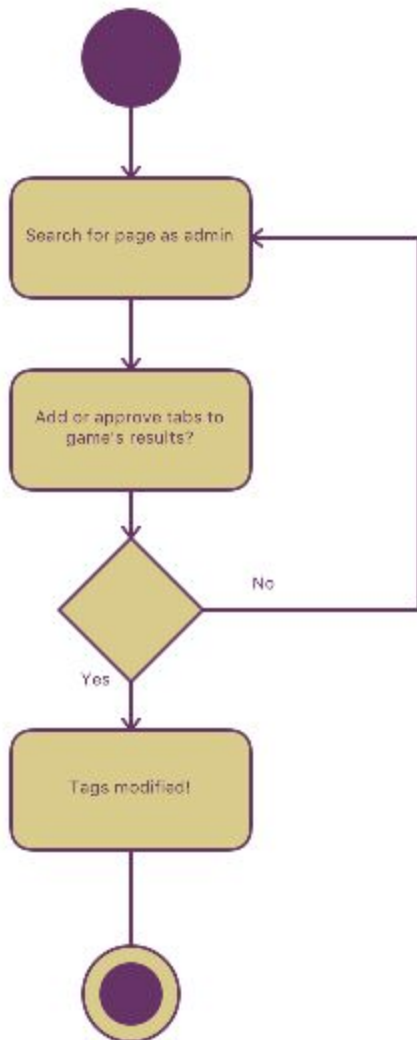 Search for page as admin
Add or approve tabs to
game's results?
No
Yes
Tags modified!